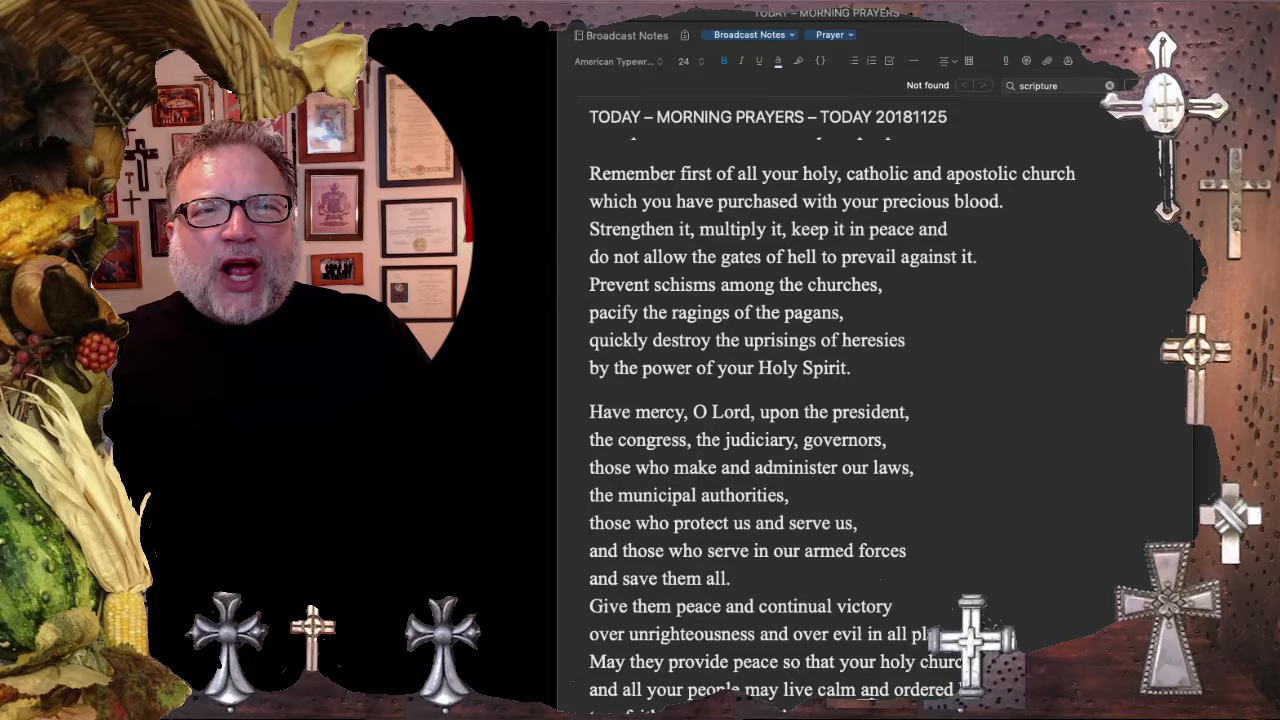 TODAY – MORNING PRAYERS –
Broadcast Notes
Broadcast Notes
Prayer
American Typewr...
24
B I U a { }
Not found
scripture
TODAY – MORNING PRAYERS – TODAY 20181125
Remember first of all your holy, catholic and apostolic church
which you have purchased with your precious blood.
Strengthen it, multiply it, keep it in peace and
do not allow the gates of hell to prevail against it.
Prevent schisms among the churches,
pacify the ragings of the pagans,
quickly destroy the uprisings of heresies
by the power of your Holy Spirit.
Have mercy, O Lord, upon the president,
the congress, the judiciary, governors,
those who make and administer our laws,
the municipal authorities,
those who protect us and serve us,
and those who serve in our armed forces
and save them all.
Give them peace and continual victory
over unrighteousness and over evil in all
May they provide peace so that your holy
and all your people may live calm and ordered